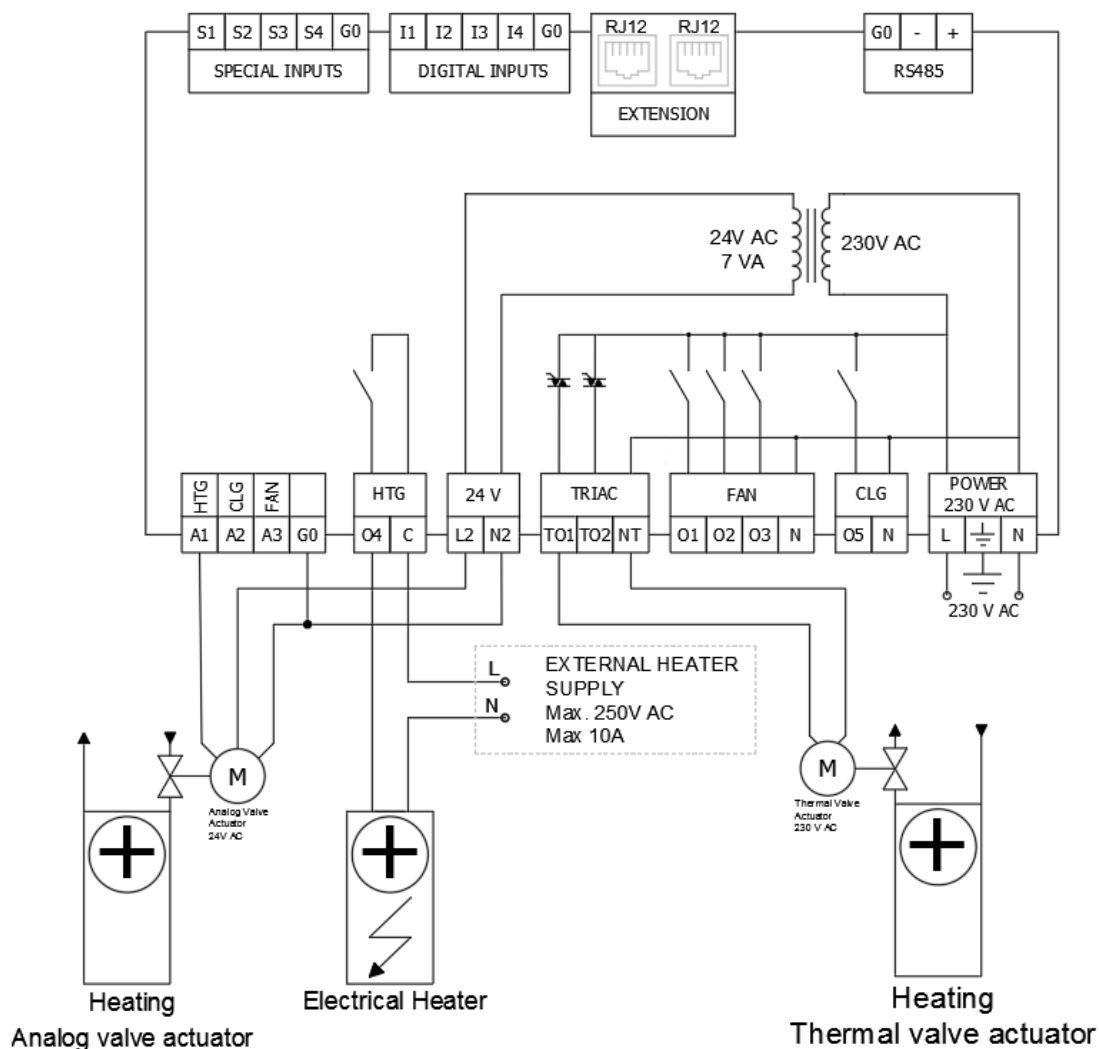 S1 S2 S3 S4 G0
SPECIAL INPUTS
I1 I2 I3 I4 G0
DIGITAL INPUTS
RJ12 RJ12
EXTENSION
G0 - +
RS485
24V AC
7 VA
230V AC
HTG CLG FAN
A1 A2 A3 G0
HTG
O4 C
24 V
L2 N2
TRIAC
TO1 TO2 NT
FAN
O1 O2 O3 N
CLG
O5 N
POWER
230 V AC
L N
230 V AC
L
N
EXTERNAL HEATER
SUPPLY
Max. 250V AC
Max 10A
M
Analog Valve
Actuator
24V AC
M
Thermal Valve
Actuator
230 V AC
Heating
Analog valve actuator
Electrical Heater
Heating
Thermal valve actuator